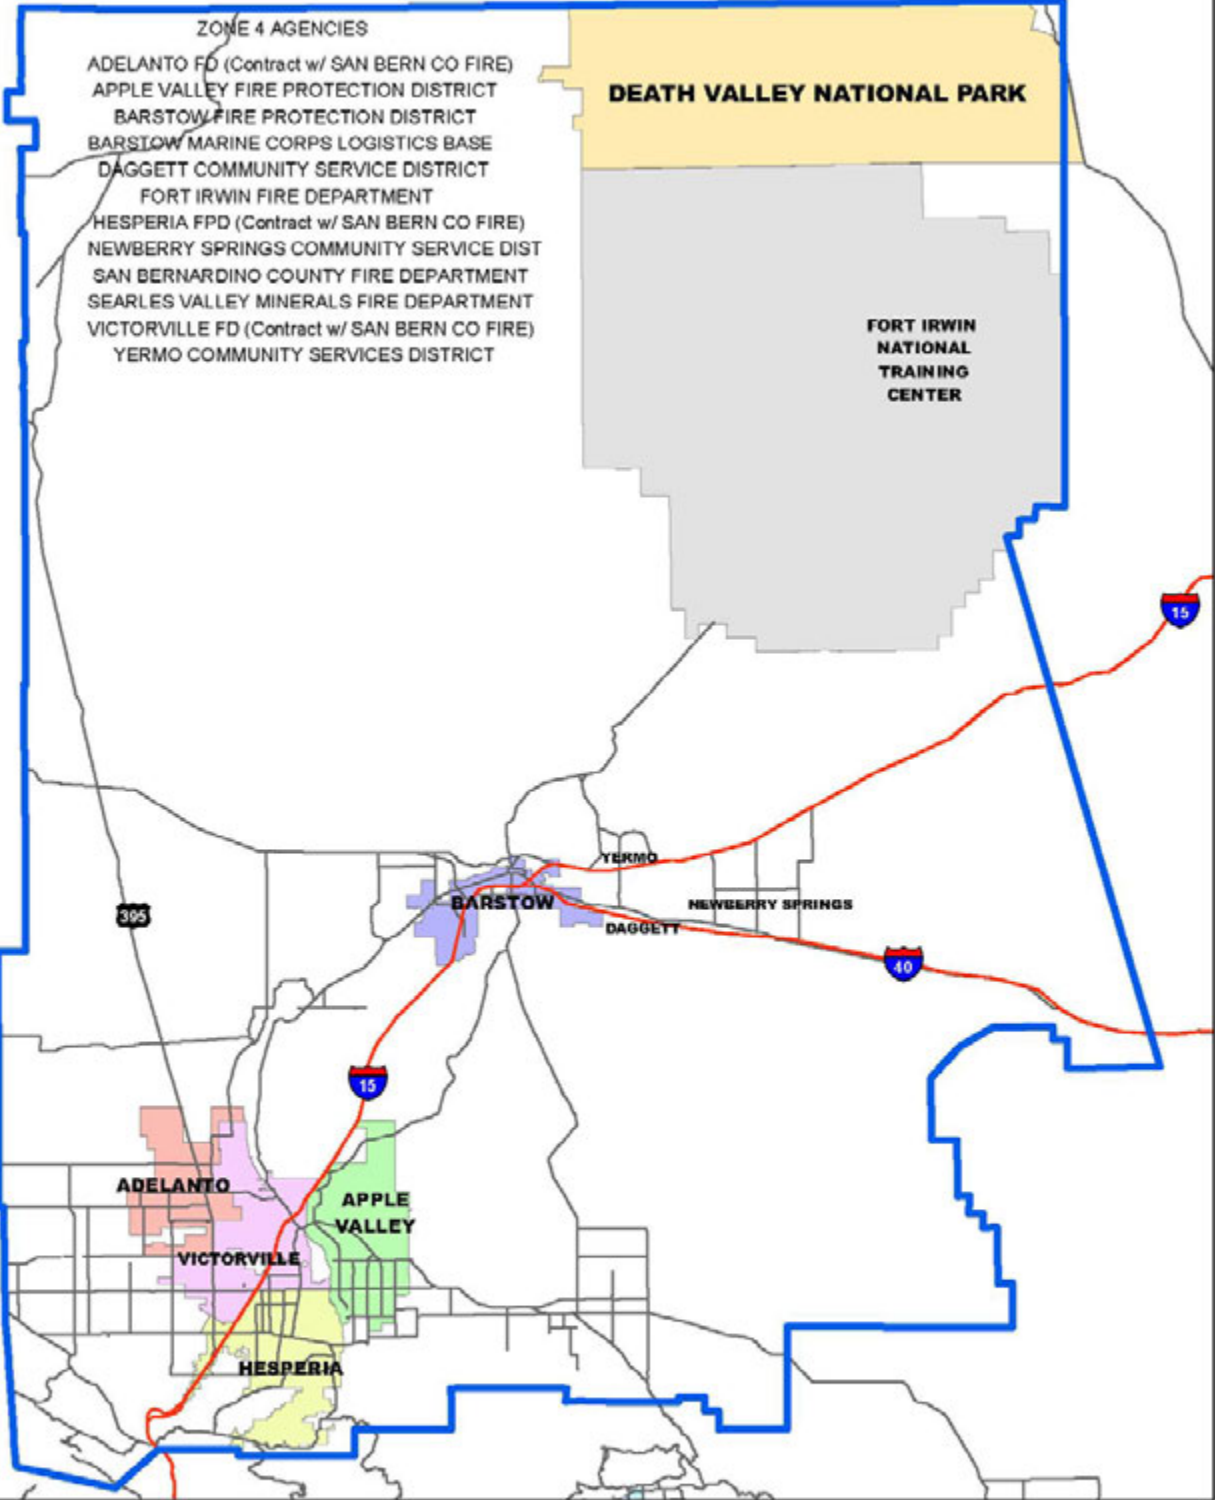 ZONE 4 AGENCIES
ADELANTO FD (Contract w/ SAN BERN CO FIRE)
APPLE VALLEY FIRE PROTECTION DISTRICT
BARSTOW FIRE PROTECTION DISTRICT
BARSTOW MARINE CORPS LOGISTICS BASE
DAGGETT COMMUNITY SERVICE DISTRICT
FORT IRWIN FIRE DEPARTMENT
HESPERIA FPD (Contract w/ SAN BERN CO FIRE)
NEWBERRY SPRINGS COMMUNITY SERVICE DIST
SAN BERNARDINO COUNTY FIRE DEPARTMENT
SEARLES VALLEY MINERALS FIRE DEPARTMENT
VICTORVILLE FD (Contract w/ SAN BERN CO FIRE)
YERMO COMMUNITY SERVICES DISTRICT
DEATH VALLEY NATIONAL PARK
FORT IRWIN
NATIONAL
TRAINING
CENTER
15
YERMO
395
BARSTOW
NEWBERRY SPRINGS
DAGGETT
40
15
ADELANTO
APPLE
VALLEY
VICTORVILLE
HESPERIA